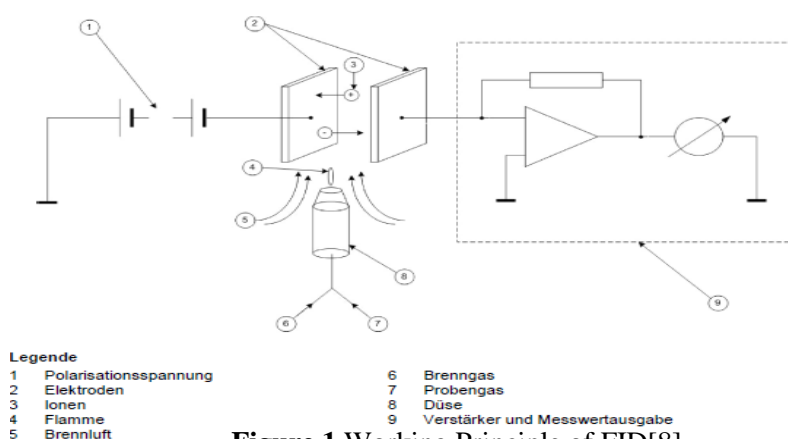 1
2
3
+
-
4
5
6
7
8
9
Legende
1 Polarisationsspannung
2 Elektroden
3 Ionen
4 Flamme
5 Brennluft
6 Brenngas
7 Probengas
8 Düse
9 Verstärker und Messwertausgabe
Figure 1 Working Principle of FID[8]